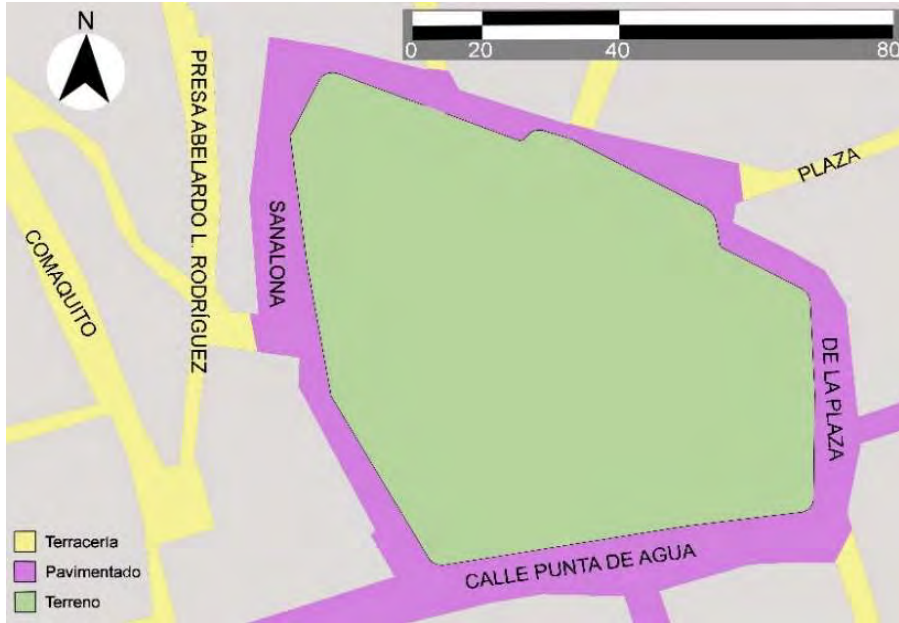 N
0 20 40 80
PRESA ABELARDO L. RODRÍGUEZ
PLAZA
SANALONA
COMAQUITO
DE LA PLAZA
Terracería
Pavimentado
Terreno
CALLE PUNTA DE AGUA